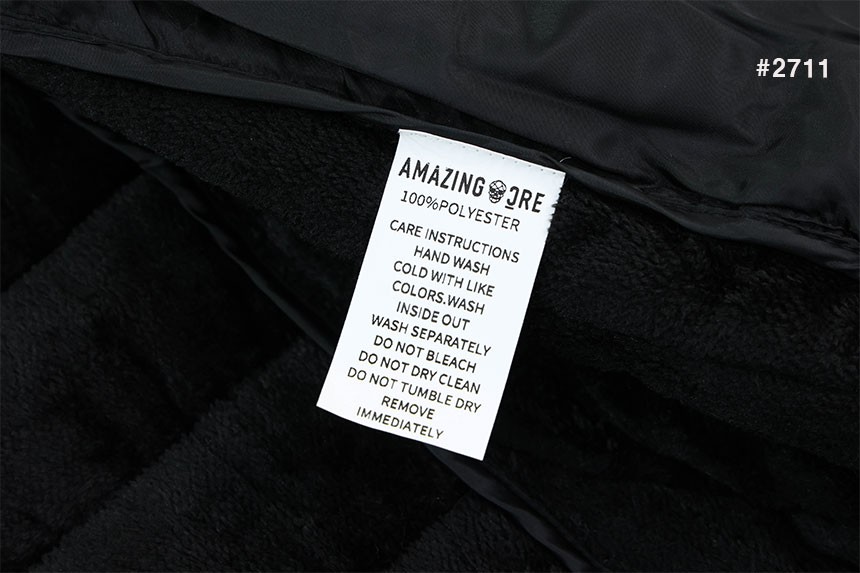 #2711
AMAZING ORE
100%POLYESTER
CARE INSTRUCTIONS
HAND WASH
COLD WITH LIKE
COLORS.WASH
INSIDE OUT
WASH SEPARATELY
DO NOT BLEACH
DO NOT DRY CLEAN
DO NOT TUMBLE DRY
REMOVE
IMMEDIATELY